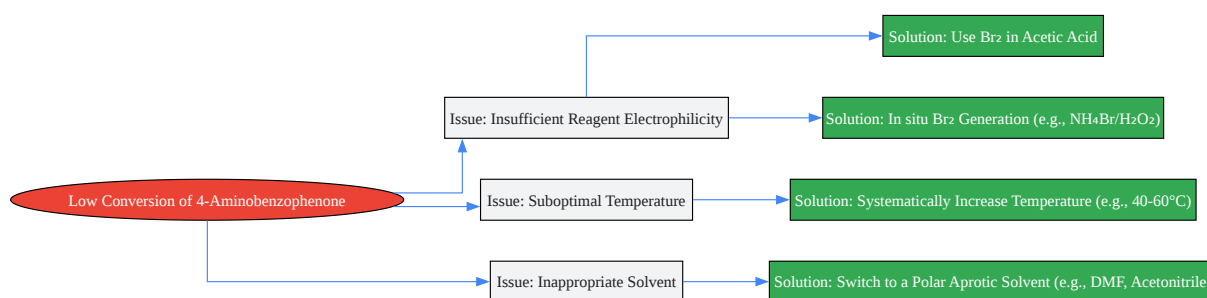 Solution: Use Br₂ in Acetic Acid
Issue: Insufficient Reagent Electrophilicity
Solution: In situ Br₂ Generation (e.g., NH₄Br/H₂O₂)
Low Conversion of 4-Aminobenzophenone
Issue: Suboptimal Temperature
Solution: Systematically Increase Temperature (e.g., 40-60°C)
Issue: Inappropriate Solvent
Solution: Switch to a Polar Aprotic Solvent (e.g., DMF, Acetonitrile